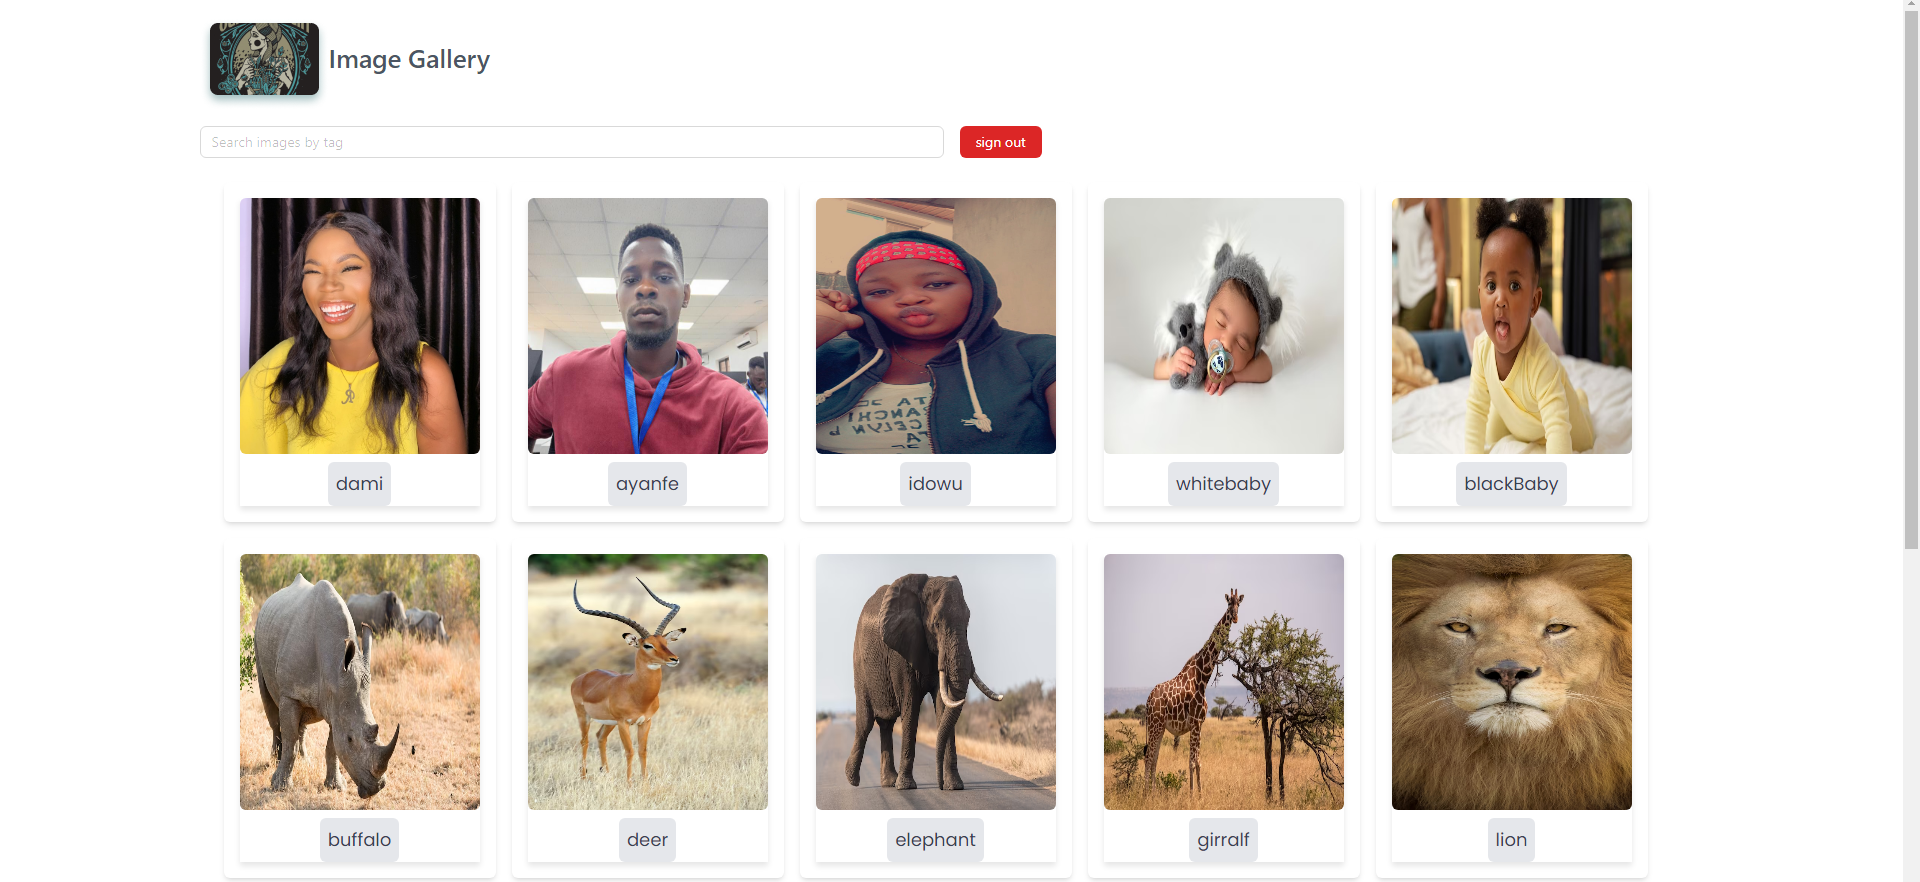 Image Gallery
Search images by tag
sign out
dami
ayanfe
idowu
whitebaby
blackBaby
buffalo
deer
elephant
girralf
lion